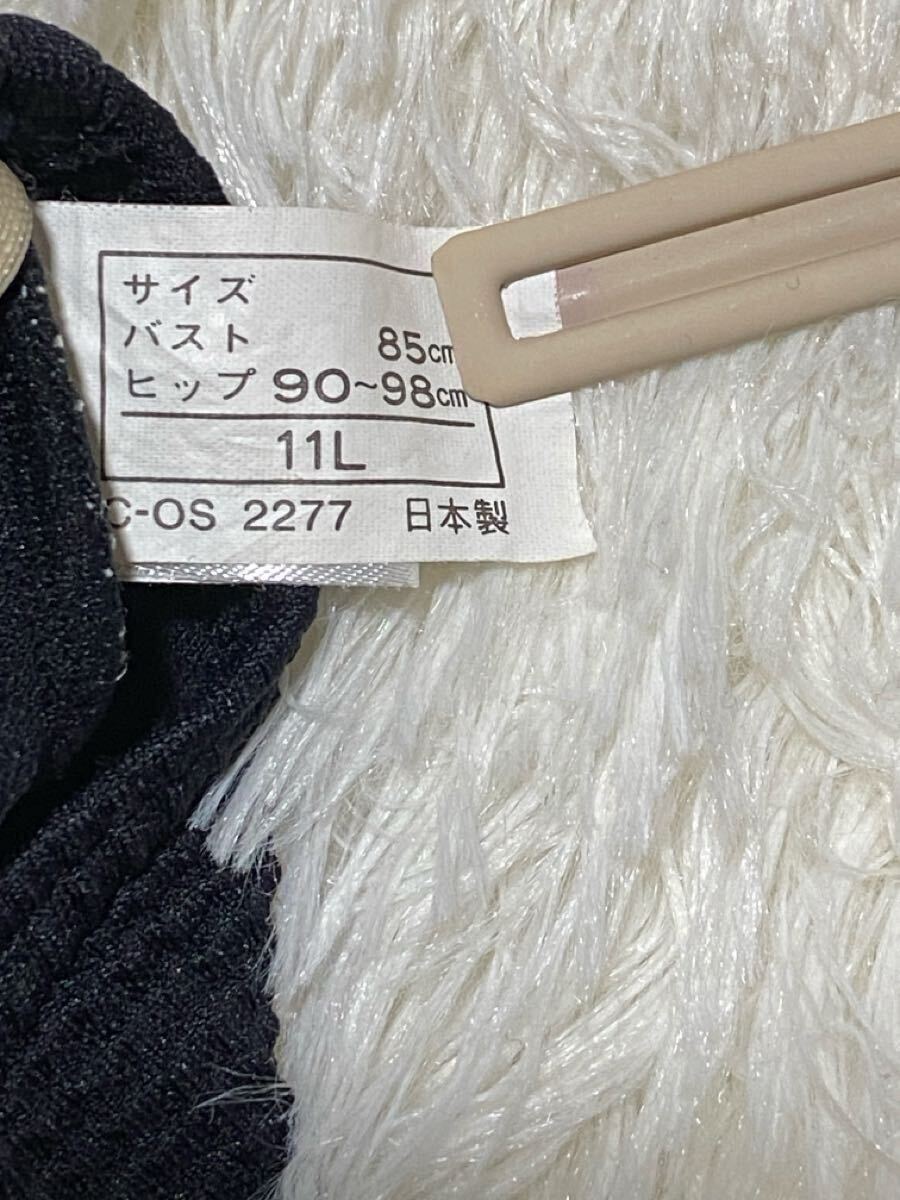 サイズ
バスト 85cm
ヒップ 90~98cm
11L
C-OS 2277 日本製